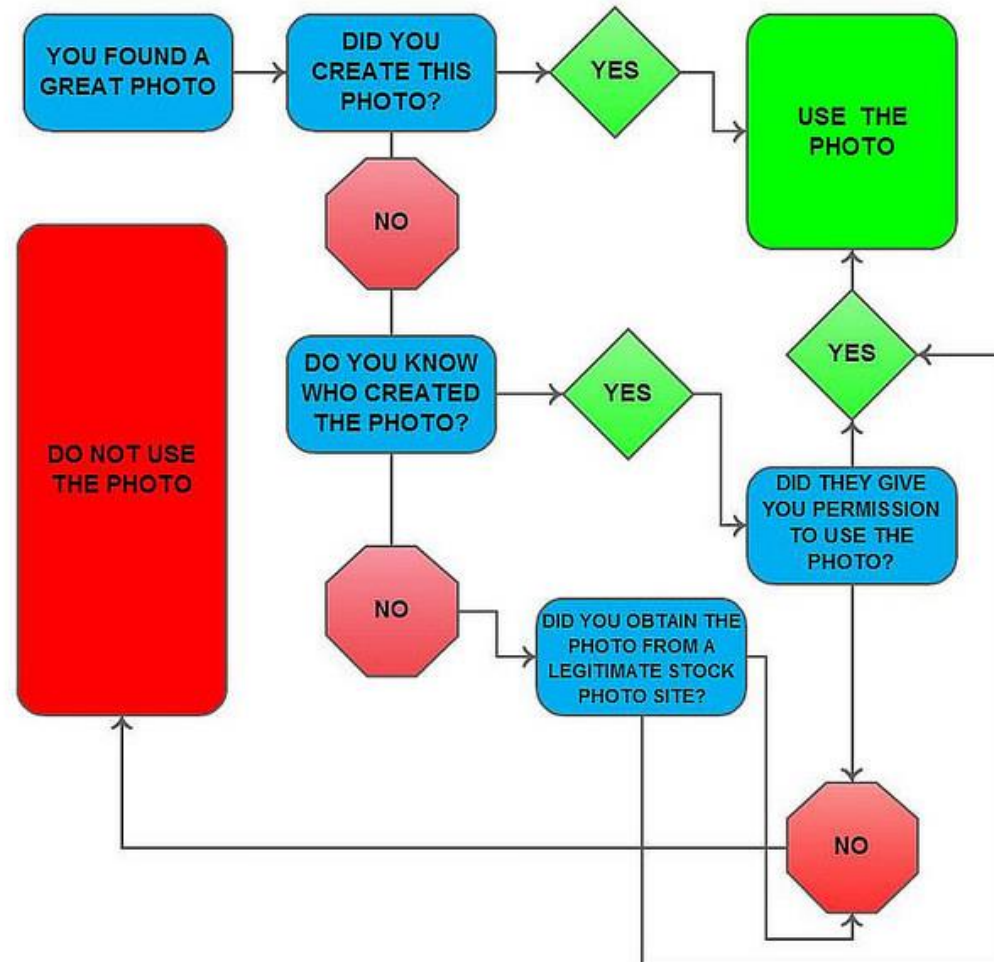 YOU FOUND A
GREAT PHOTO
DID YOU
CREATE THIS
PHOTO?
YES
USE THE
PHOTO
NO
DO NOT USE
THE PHOTO
DO YOU KNOW
WHO CREATED
THE PHOTO?
YES
YES
DID THEY GIVE
YOU PERMISSION
TO USE THE
PHOTO?
NO
DID YOU OBTAIN THE
PHOTO FROM A
LEGITIMATE STOCK
PHOTO SITE?
NO